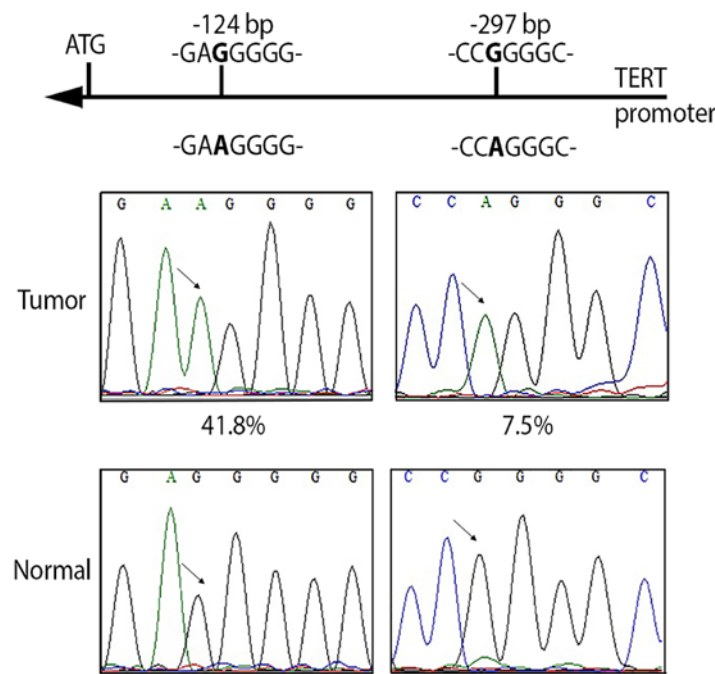 -124 bp
-297 bp
ATG
-GAGGGGG-
-CCGGGGC-
TERT
promoter
-GAAGGGG-
-CCAGGGC-
G A A G G G G
C C A G G G C
Tumor
41.8%
7.5%
G A G G G G G
C C G G G G C
Normal